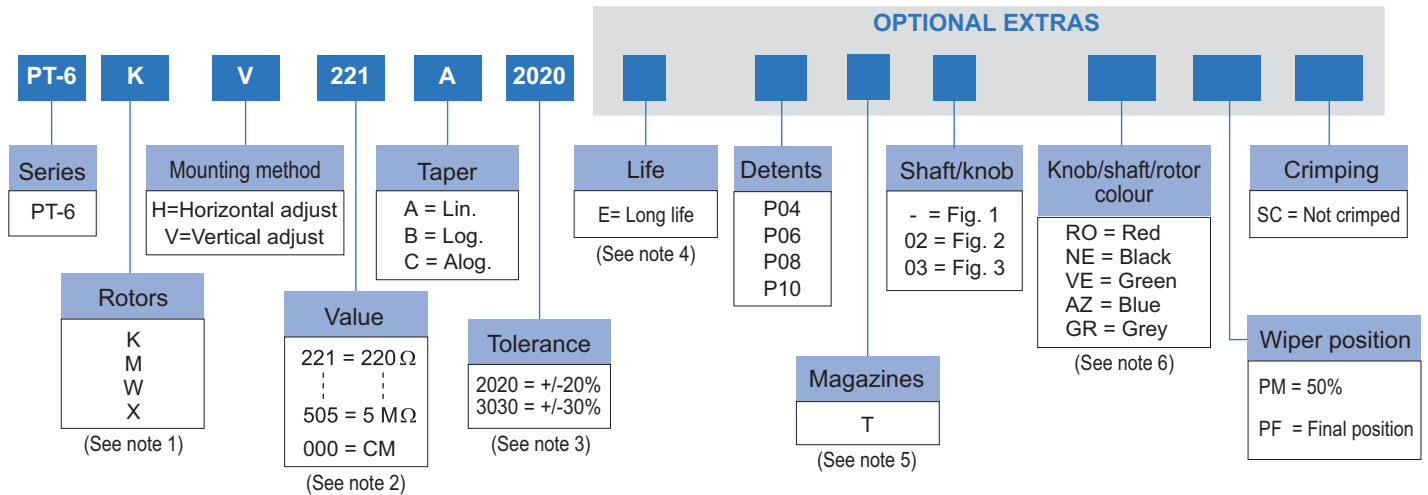 OPTIONAL EXTRAS
PT-6 K V 221 A 2020
Series
PT-6
Mounting method
H=Horizontal adjust
V=Vertical adjust
Taper
A = Lin.
B = Log.
C = Alog.
Life
E= Long life
(See note 4)
Detents
P04
P06
P08
P10
Shaft/knob
- = Fig. 1
02 = Fig. 2
03 = Fig. 3
Knob/shaft/rotor
colour
RO = Red
NE = Black
VE = Green
AZ = Blue
GR = Grey
(See note 6)
Crimping
SC = Not crimped
Rotors
K
M
W
X
(See note 1)
Value
221 = 220 Ω
505 = 5 MΩ
000 = CM
(See note 2)
Tolerance
2020 = +/-20%
3030 = +/-30%
(See note 3)
Magazines
T
(See note 5)
Wiper position
PM = 50%
PF = Final position